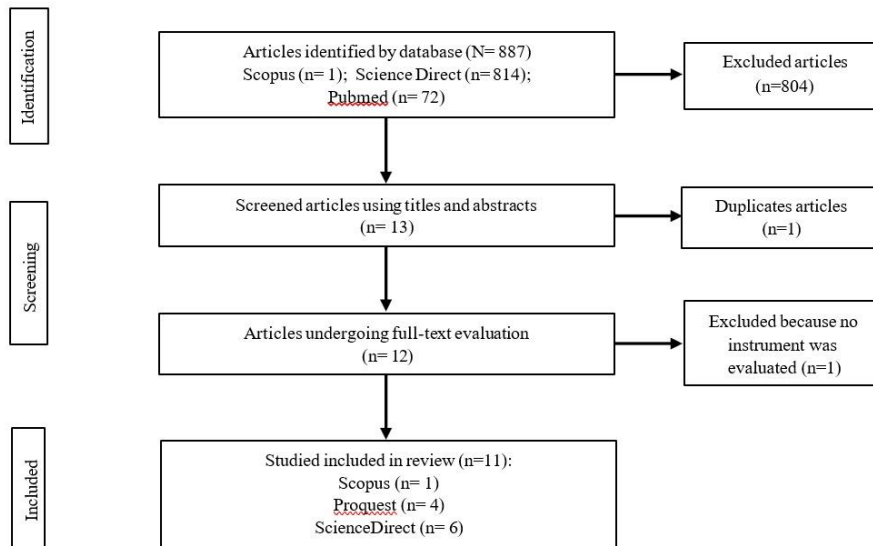 Identification
Articles identified by database (N= 887)
Scopus (n= 1); Science Direct (n= 814);
Pubmed (n= 72)
Excluded articles
(n=804)
Screening
Screened articles using titles and abstracts
(n= 13)
Duplicates articles
(n=1)
Articles undergoing full-text evaluation
(n= 12)
Excluded because no
instrument was
evaluated (n=1)
Included
Studied included in review (n=11):
Scopus (n= 1)
Proquest (n= 4)
ScienceDirect (n= 6)